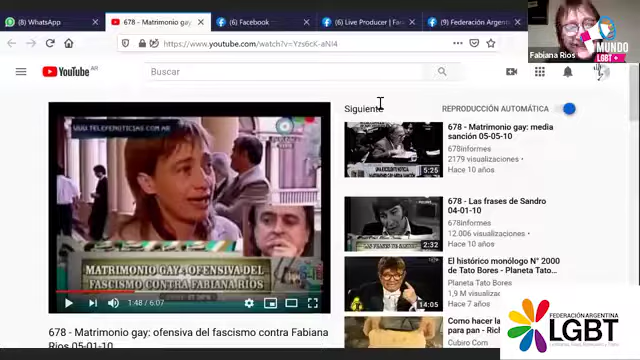 (8) WhatsApp
678 - Matrimonio gay:
(6) Facebook
(6) Live Producer | Fa
(9) Federación Argentin
https://www.youtube.com/watch?v=Yzs6cK-aNI4
Fabiana Rios
MUNDO
LGBT+
YouTube AR
Buscar
WWW.TELEFENOTICIAS.COM.AR
MATRIMONIO GAY: OFENSIVA DEL
FASCISMO CONTRA FABIANA RÍOS
1:48 / 6:07
678 - Matrimonio gay: ofensiva del fascismo contra Fabiana
Rios 05-01-10
Siguiente
REPRODUCCIÓN AUTOMÁTICA
678 - Matrimonio gay: media
sanción 05-05-10
678informes
2179 visualizaciones •
Hace 10 años
5:25
678 - Las frases de Sandro
04-01-10
678informes
12.006 visualizaciones •
Hace 10 años
2:32
El histórico monólogo N° 2000
de Tato Bores - Planeta Tato...
Planeta Tato
1,9 M visualizaciones •
Hace 7 años
14:05
Como hacer la
para pan - Rich
Cubiro Com
FEDERACIÓN ARGENTINA
LGBT